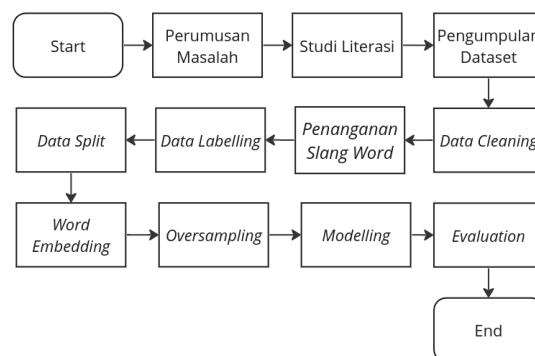 Start
Perumusan
Masalah
Studi Literasi
Pengumpulan
Dataset
Data Cleaning
Penanganan
Slang Word
Data Labelling
Data Split
Word
Embedding
Oversampling
Modelling
Evaluation
End